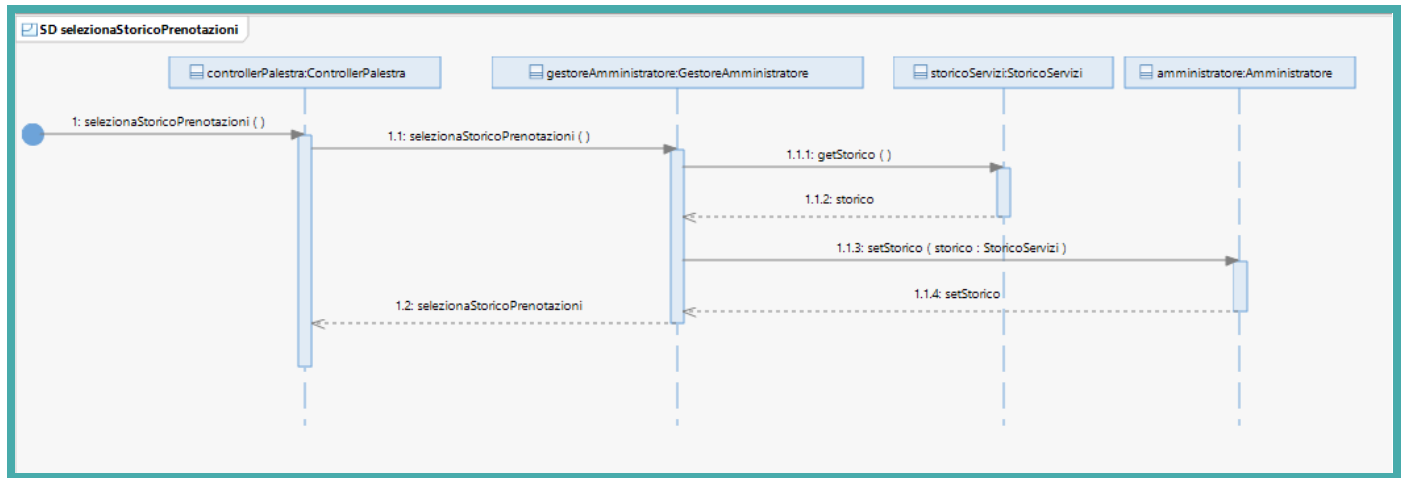 SD selezionaStoricoPrenotazioni
controllerPalestra:ControllerPalestra
gestoreAmministratore:GestoreAmministratore
storicoServizi:StoricoServizi
amministratore:Amministratore
1: selezionaStoricoPrenotazioni ( )
1.1: selezionaStoricoPrenotazioni ( )
1.1.1: getStorico ( )
1.1.2: storico
1.1.3: setStorico ( storico : StoricoServizi )
1.1.4: setStorico
1.2: selezionaStoricoPrenotazioni